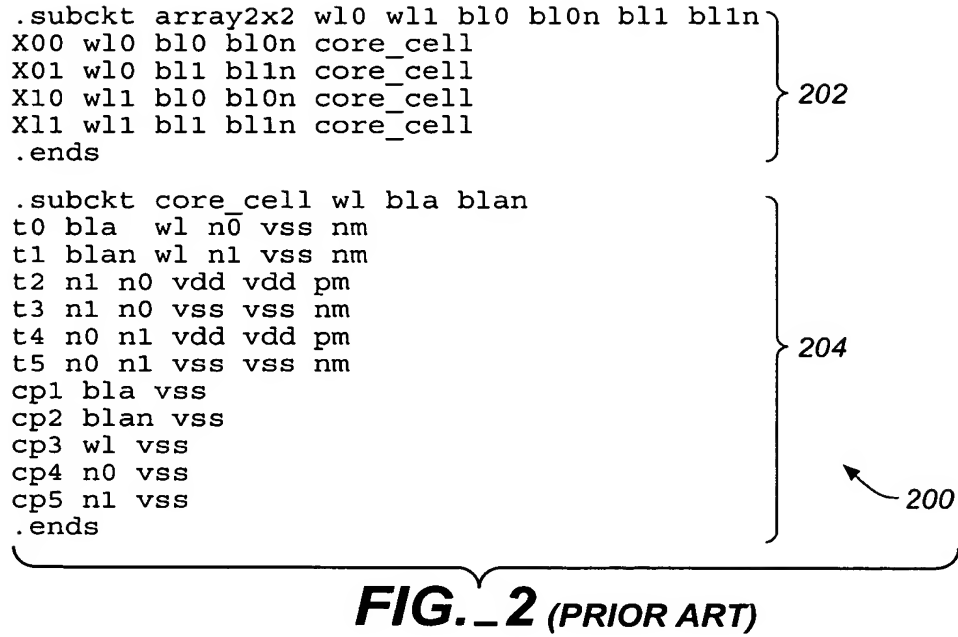 .subckt array2x2 wl0 wl1 bl0 bl0n bl1 bl1n
X00 wl0 bl0 bl0n core_cell
X01 wl0 bl1 bl1n core_cell
X10 wl1 bl0 bl0n core_cell
X11 wl1 bl1 bl1n core_cell
.ends
202
.subckt core_cell wl bla blan
t0 bla wl n0 vss nm
t1 blan wl n1 vss nm
t2 n1 n0 vdd vdd pm
t3 n1 n0 vss vss nm
t4 n0 n1 vdd vdd pm
t5 n0 n1 vss vss nm
cp1 bla vss
cp2 blan vss
cp3 wl vss
cp4 n0 vss
cp5 n1 vss
.ends
204
200
FIG._2 (PRIOR ART)